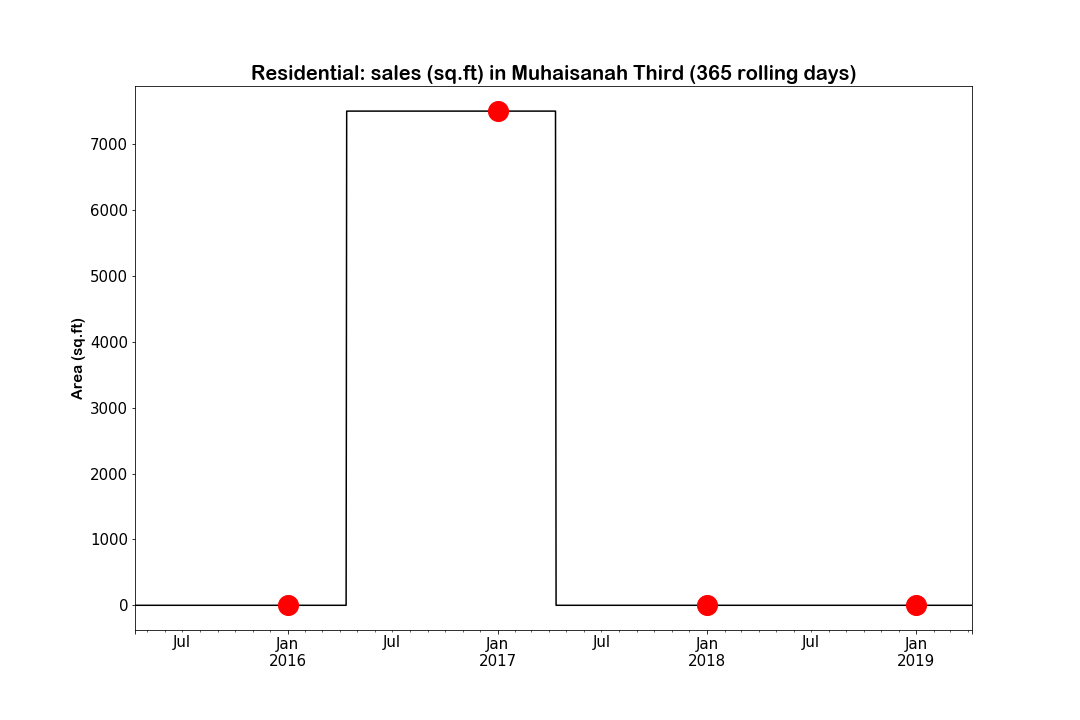 Residential: sales (sq.ft) in Muhaisanah Third (365 rolling days)
Area (sq.ft)
7000
6000
5000
4000
3000
2000
1000
0
Jul
Jan
2016
Jul
Jan
2017
Jul
Jan
2018
Jul
Jan
2019